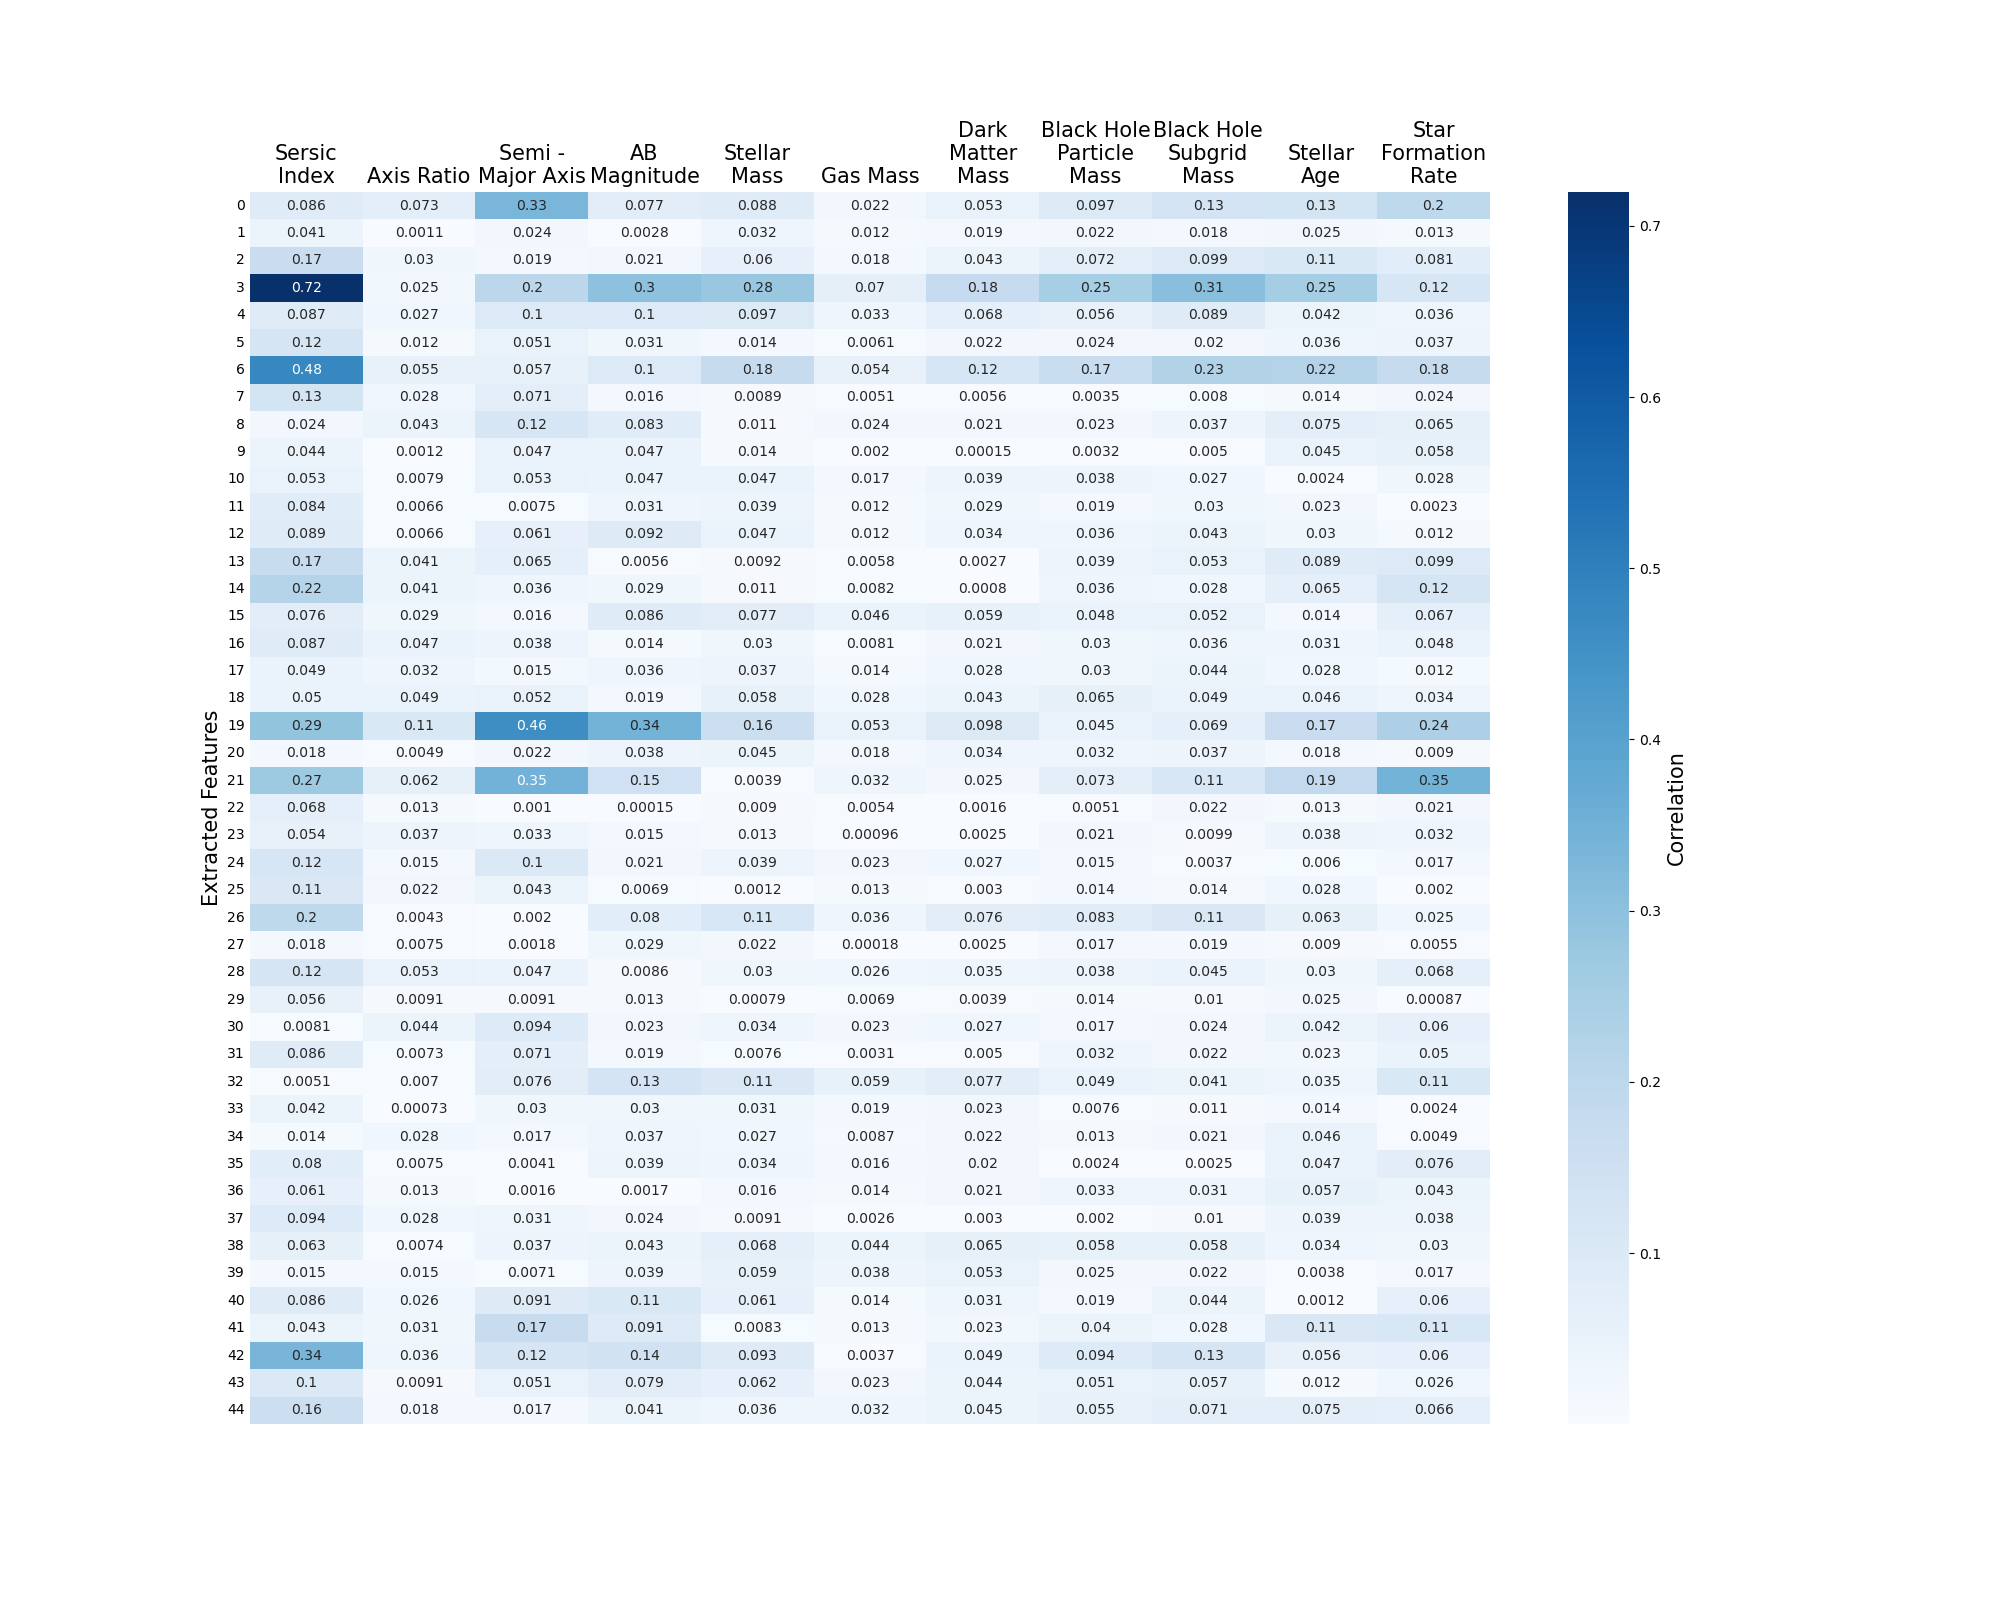 Dark Black Hole Black Hole Star
Sersic Semi - AB Stellar Matter Particle Subgrid Stellar Formation
Index Axis Ratio Major Axis Magnitude Mass Gas Mass Mass Mass Mass Age Rate
0 0.086 0.073 0.33 0.077 0.088 0.022 0.053 0.097 0.13 0.13 0.2
1 0.041 0.0011 0.024 0.0028 0.032 0.012 0.019 0.022 0.018 0.025 0.013
2 0.17 0.03 0.019 0.021 0.06 0.018 0.043 0.072 0.099 0.11 0.081
3 0.72 0.025 0.2 0.3 0.28 0.07 0.18 0.25 0.31 0.25 0.12
4 0.087 0.027 0.1 0.1 0.097 0.033 0.068 0.056 0.089 0.042 0.036
5 0.12 0.012 0.051 0.031 0.014 0.0061 0.022 0.024 0.02 0.036 0.037
6 0.48 0.055 0.057 0.1 0.18 0.054 0.12 0.17 0.23 0.22 0.18
7 0.13 0.028 0.071 0.016 0.0089 0.0051 0.0056 0.0035 0.008 0.014 0.024
8 0.024 0.043 0.12 0.083 0.011 0.024 0.021 0.023 0.037 0.075 0.065
9 0.044 0.0012 0.047 0.047 0.014 0.002 0.00015 0.0032 0.005 0.045 0.058
10 0.053 0.0079 0.053 0.047 0.047 0.017 0.039 0.038 0.027 0.0024 0.028
11 0.084 0.0066 0.0075 0.031 0.039 0.012 0.029 0.019 0.03 0.023 0.0023
12 0.089 0.0066 0.061 0.092 0.047 0.012 0.034 0.036 0.043 0.03 0.012
13 0.17 0.041 0.065 0.0056 0.0092 0.0058 0.0027 0.039 0.053 0.089 0.099
14 0.22 0.041 0.036 0.029 0.011 0.0082 0.0008 0.036 0.028 0.065 0.12
15 0.076 0.029 0.016 0.086 0.077 0.046 0.059 0.048 0.052 0.014 0.067
16 0.087 0.047 0.038 0.014 0.03 0.0081 0.021 0.03 0.036 0.031 0.048
17 0.049 0.032 0.015 0.036 0.037 0.014 0.028 0.03 0.044 0.028 0.012
18 0.05 0.049 0.052 0.019 0.058 0.028 0.043 0.065 0.049 0.046 0.034
19 0.29 0.11 0.46 0.34 0.16 0.053 0.098 0.045 0.069 0.17 0.24
20 0.018 0.0049 0.022 0.038 0.045 0.018 0.034 0.032 0.037 0.018 0.009
21 0.27 0.062 0.35 0.15 0.0039 0.032 0.025 0.073 0.11 0.19 0.35
22 0.068 0.013 0.001 0.00015 0.009 0.0054 0.0016 0.0051 0.022 0.013 0.021
23 0.054 0.037 0.033 0.015 0.013 0.00096 0.0025 0.021 0.0099 0.038 0.032
24 0.12 0.015 0.1 0.021 0.039 0.023 0.027 0.015 0.0037 0.006 0.017
25 0.11 0.022 0.043 0.0069 0.0012 0.013 0.003 0.014 0.014 0.028 0.002
26 0.2 0.0043 0.002 0.08 0.11 0.036 0.076 0.083 0.11 0.063 0.025
27 0.018 0.0075 0.0018 0.029 0.022 0.00018 0.0025 0.017 0.019 0.009 0.0055
28 0.12 0.053 0.047 0.0086 0.03 0.026 0.035 0.038 0.045 0.03 0.068
29 0.056 0.0091 0.0091 0.013 0.00079 0.0069 0.0039 0.014 0.01 0.025 0.00087
30 0.0081 0.044 0.094 0.023 0.034 0.023 0.027 0.017 0.024 0.042 0.06
31 0.086 0.0073 0.071 0.019 0.0076 0.0031 0.005 0.032 0.022 0.023 0.05
32 0.0051 0.007 0.076 0.13 0.11 0.059 0.077 0.049 0.041 0.035 0.11
33 0.042 0.00073 0.03 0.03 0.031 0.019 0.023 0.0076 0.011 0.014 0.0024
34 0.014 0.028 0.017 0.037 0.027 0.0087 0.022 0.013 0.021 0.046 0.0049
35 0.08 0.0075 0.0041 0.039 0.034 0.016 0.02 0.0024 0.0025 0.047 0.076
36 0.061 0.013 0.0016 0.0017 0.016 0.014 0.021 0.033 0.031 0.057 0.043
37 0.094 0.028 0.031 0.024 0.0091 0.0026 0.003 0.002 0.01 0.039 0.038
38 0.063 0.0074 0.037 0.043 0.068 0.044 0.065 0.058 0.058 0.034 0.03
39 0.015 0.015 0.0071 0.039 0.059 0.038 0.053 0.025 0.022 0.0038 0.017
40 0.086 0.026 0.091 0.11 0.061 0.014 0.031 0.019 0.044 0.0012 0.06
41 0.043 0.031 0.17 0.091 0.0083 0.013 0.023 0.04 0.028 0.11 0.11
42 0.34 0.036 0.12 0.14 0.093 0.0037 0.049 0.094 0.13 0.056 0.06
43 0.1 0.0091 0.051 0.079 0.062 0.023 0.044 0.051 0.057 0.012 0.026
44 0.16 0.018 0.017 0.041 0.036 0.032 0.045 0.055 0.071 0.075 0.066
Extracted Features
0.7
0.6
0.5
0.4
0.3
0.2
0.1
Correlation